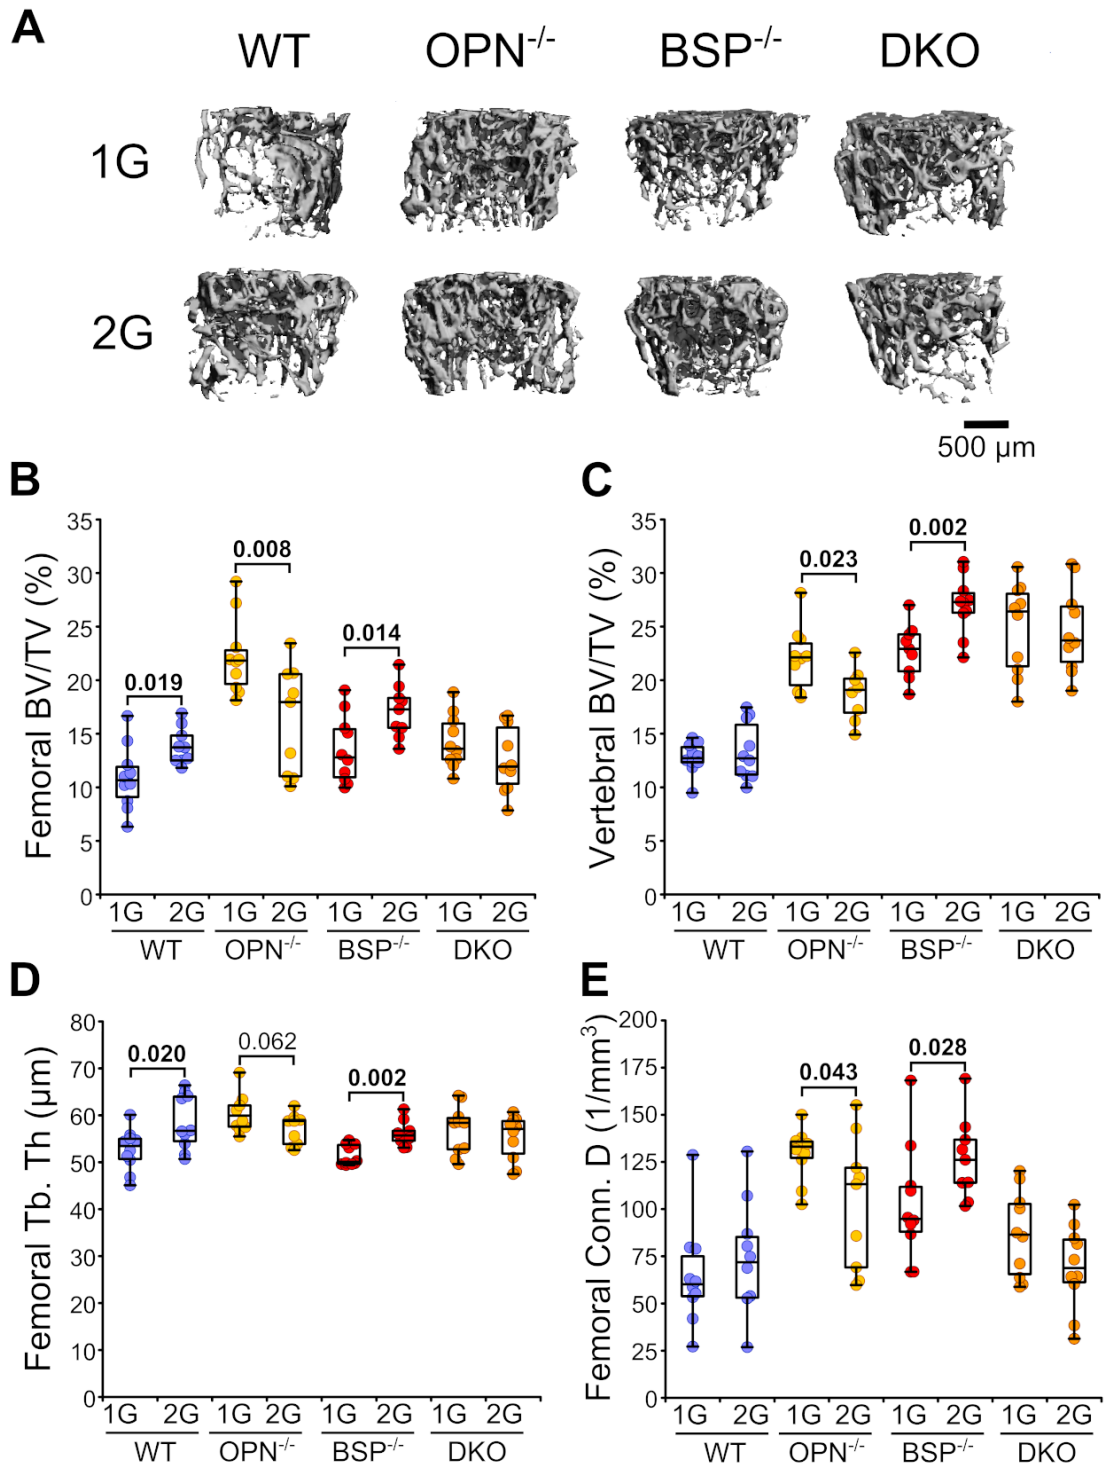 A
WT OPN-/- BSP-/- DKO
1G
2G
500 µm
B
Femoral BV/TV (%)
35
30
25
20
15
10
5
0
0.019
0.008
0.014
1G 2G 1G 2G 1G 2G 1G 2G
WT OPN-/- BSP-/- DKO
C
Vertebral BV/TV (%)
35
30
25
20
15
10
5
0
0.023
0.002
1G 2G 1G 2G 1G 2G 1G 2G
WT OPN-/- BSP-/- DKO
D
Femoral Tb. Th (µm)
80
70
60
50
40
30
20
10
0
0.020
0.062
0.002
1G 2G 1G 2G 1G 2G 1G 2G
WT OPN-/- BSP-/- DKO
E
Femoral Conn. D (1/mm³)
200
175
150
125
100
75
50
25
0
0.043
0.028
1G 2G 1G 2G 1G 2G 1G 2G
WT OPN-/- BSP-/- DKO